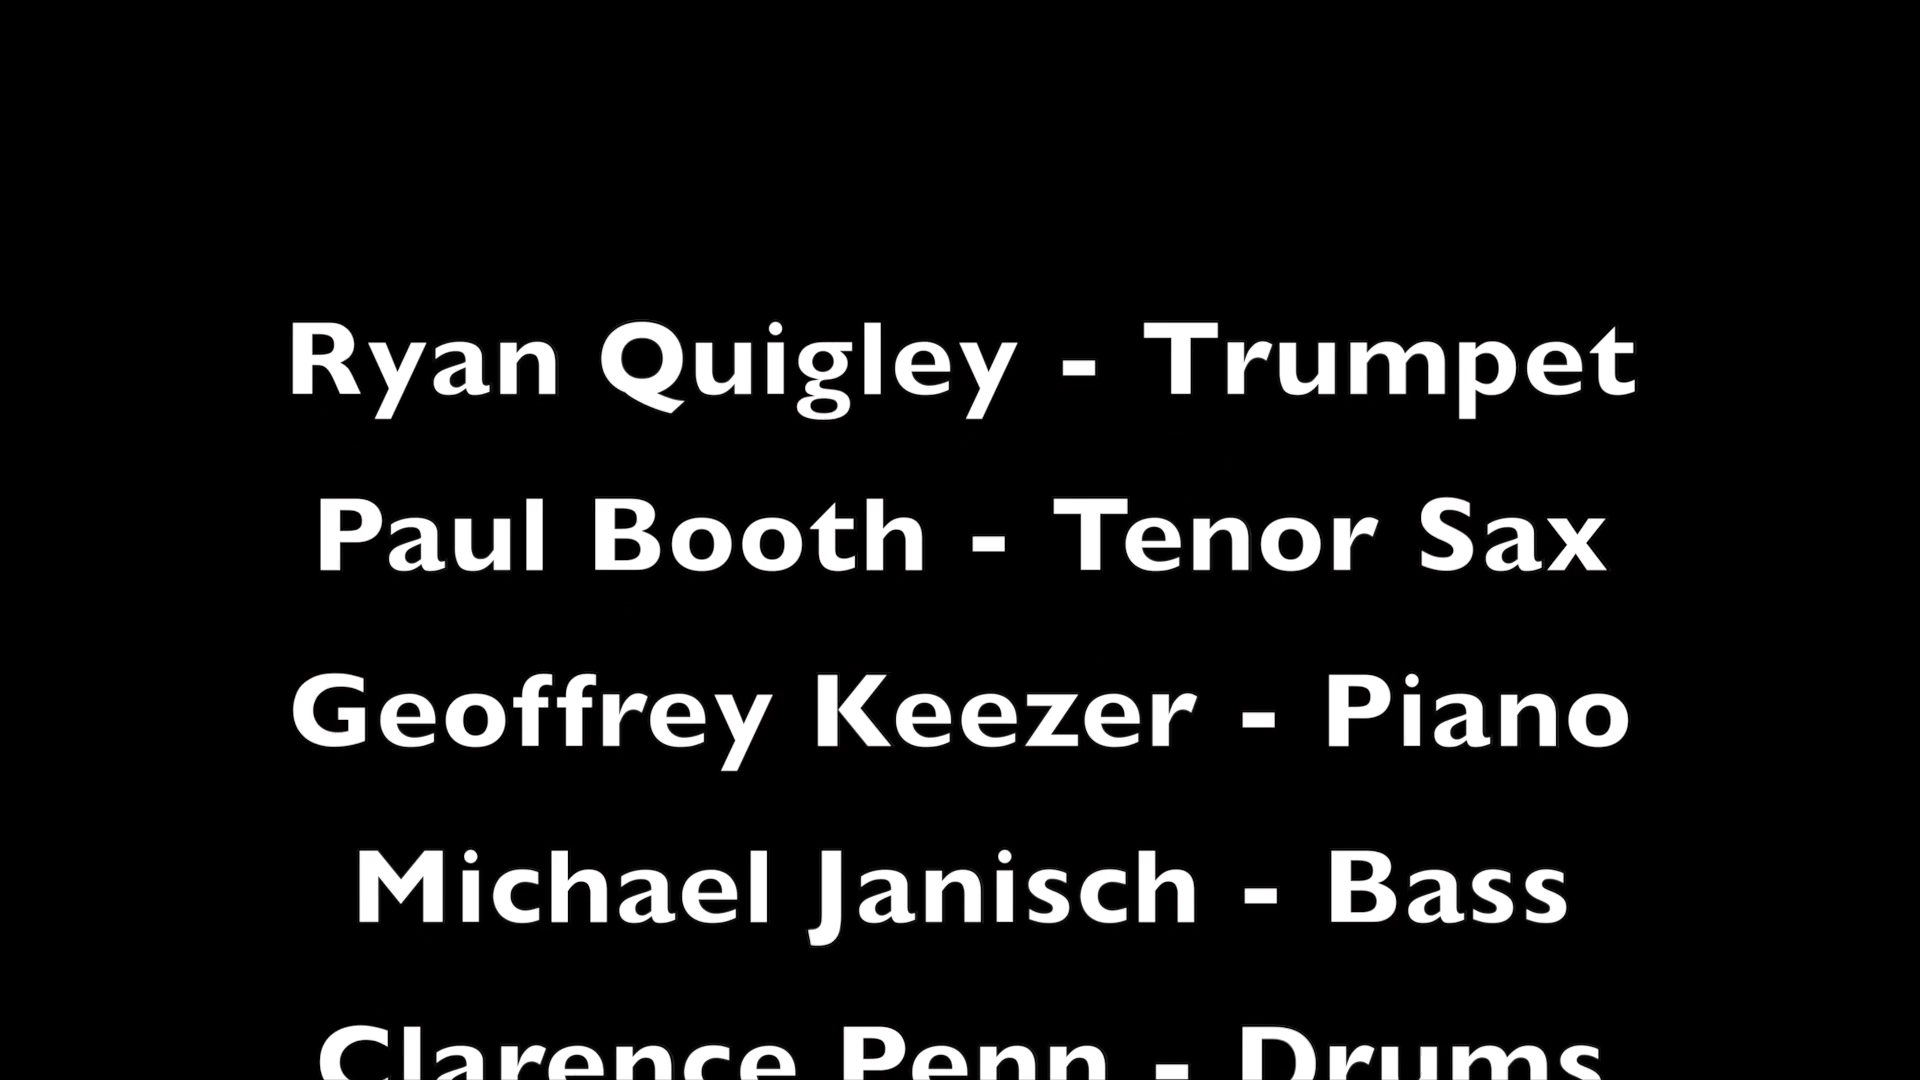 Ryan Quigley - Trumpet
Paul Booth - Tenor Sax
Geoffrey Keezer - Piano
Michael Janisch - Bass
Clarence Penn - Drums